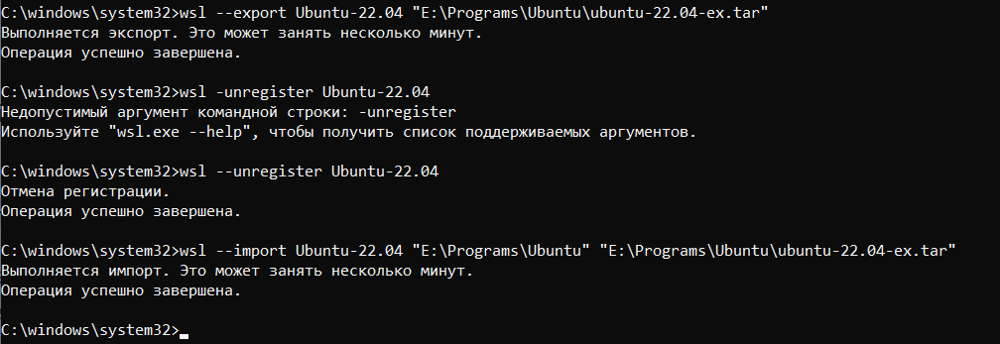 C:\windows\system32>wsl --export Ubuntu-22.04 "E:\Programs\Ubuntu\ubuntu-22.04-ex.tar"
Выполняется экспорт. Это может занять несколько минут.
Операция успешно завершена.
C:\windows\system32>wsl -unregister Ubuntu-22.04
Недопустимый аргумент командной строки: -unregister
Используйте "wsl.exe --help", чтобы получить список поддерживаемых аргументов.
C:\windows\system32>wsl --unregister Ubuntu-22.04
Отмена регистрации.
Операция успешно завершена.
C:\windows\system32>wsl --import Ubuntu-22.04 "E:\Programs\Ubuntu" "E:\Programs\Ubuntu\ubuntu-22.04-ex.tar"
Выполняется импорт. Это может занять несколько минут.
Операция успешно завершена.
C:\windows\system32>